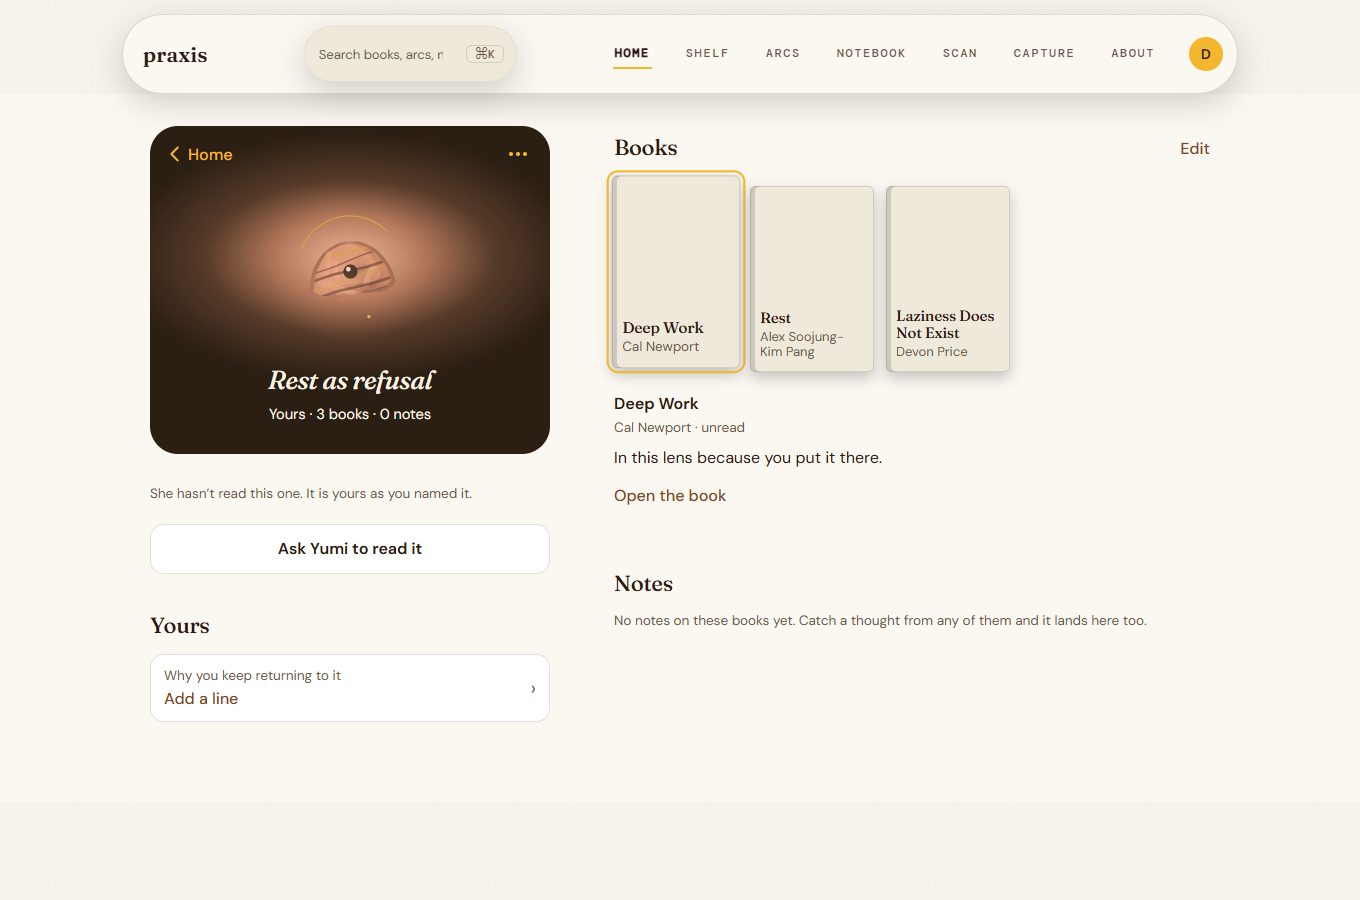 praxis
Search books, arcs, n
⌘K
HOME
SHELF
ARCS
NOTEBOOK
SCAN
CAPTURE
ABOUT
D
Home
Rest as refusal
Yours · 3 books · 0 notes
She hasn’t read this one. It is yours as you named it.
Ask Yumi to read it
Yours
Why you keep returning to it
Add a line
Books
Edit
Deep Work
Cal Newport
Rest
Alex Soojung-
Kim Pang
Laziness Does
Not Exist
Devon Price
Deep Work
Cal Newport · unread
In this lens because you put it there.
Open the book
Notes
No notes on these books yet. Catch a thought from any of them and it lands here too.